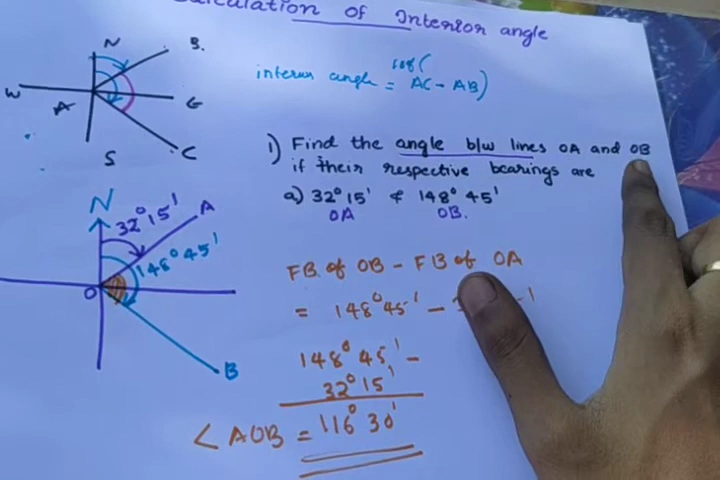 Calculation of Interior angle
N
B.
W
A
E
S
C
interior angle = (AC - AB)
1) Find the angle b/w lines OA and OB
if their respective bearings are
a) 32° 15' & 148° 45'
OA OB.
N
32° 15'
A
148° 45'
O
B
FB of OB - FB of OA
= 148° 45' -
148° 45' -
32° 15'
< AOB = 116° 30'